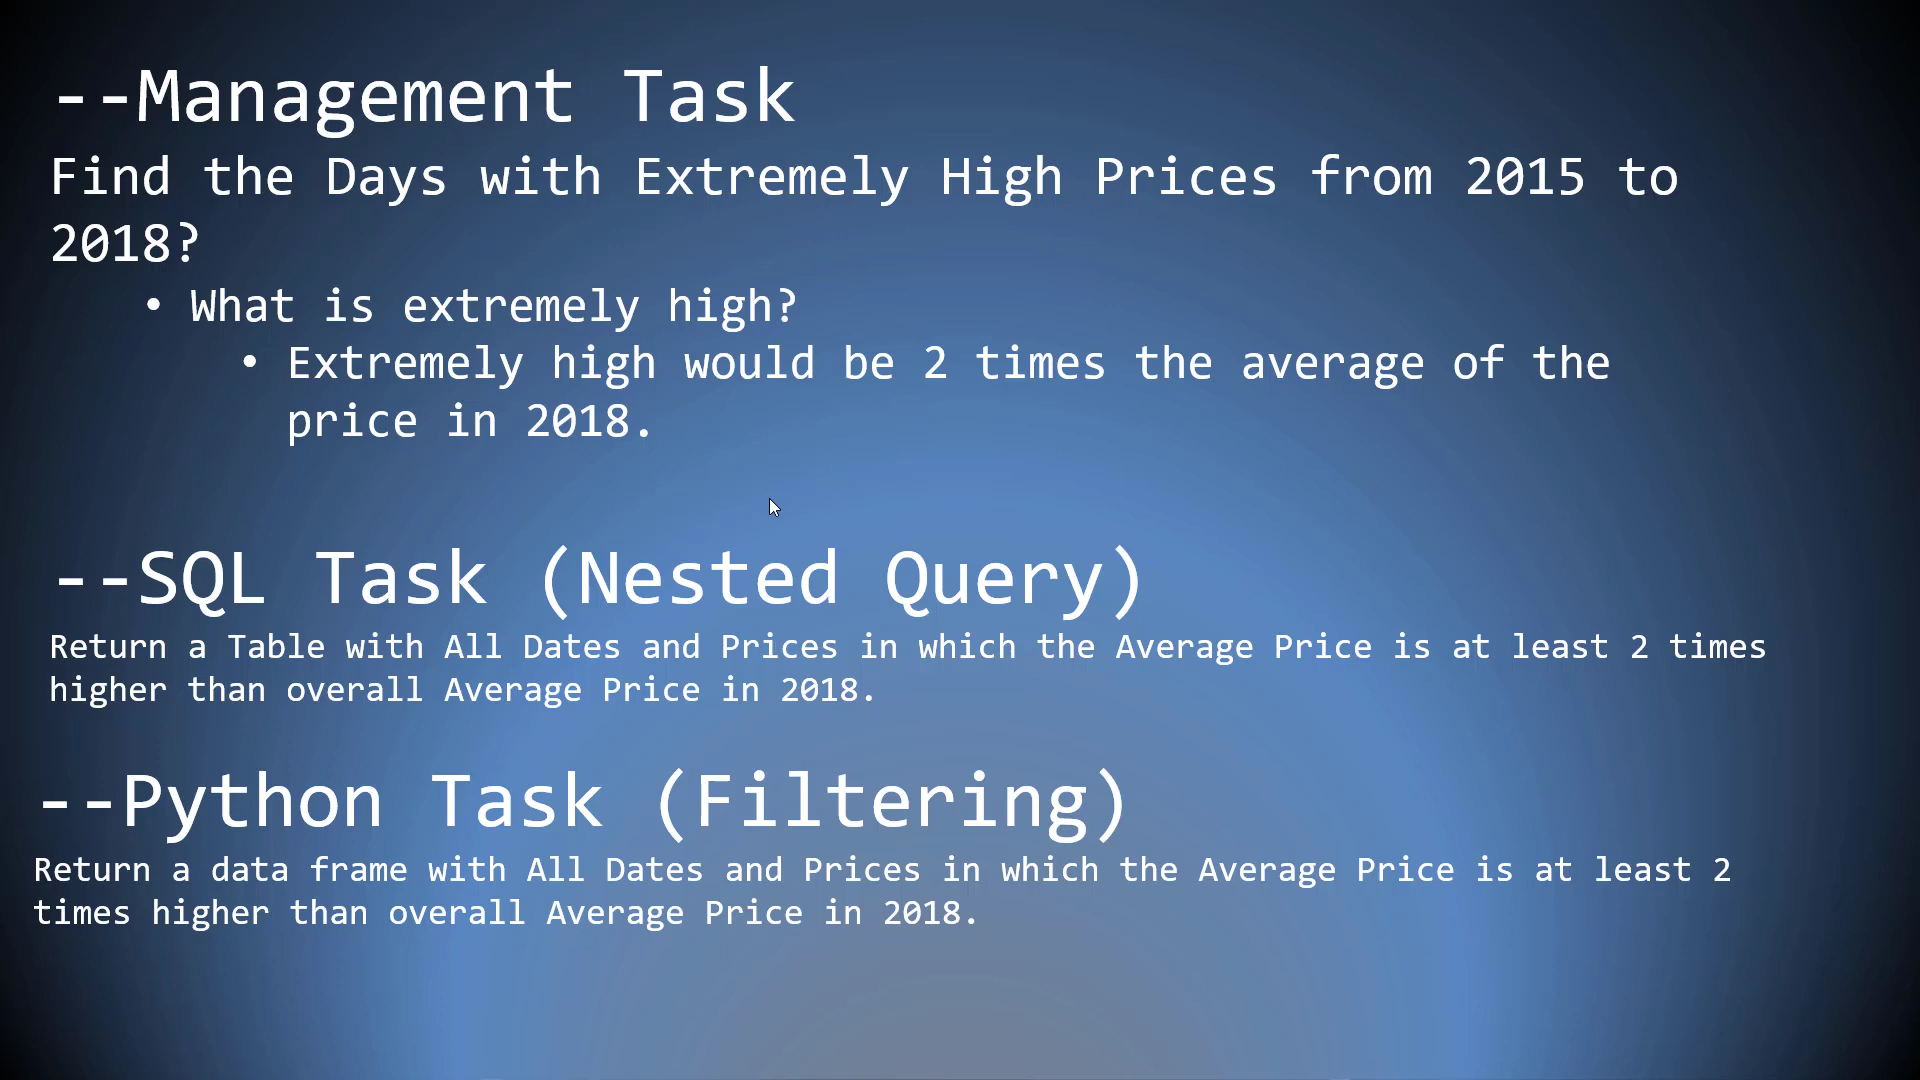 --Management Task
Find the Days with Extremely High Prices from 2015 to
2018?
• What is extremely high?
• Extremely high would be 2 times the average of the
price in 2018.
--SQL Task (Nested Query)
Return a Table with All Dates and Prices in which the Average Price is at least 2 times
higher than overall Average Price in 2018.
--Python Task (Filtering)
Return a data frame with All Dates and Prices in which the Average Price is at least 2
times higher than overall Average Price in 2018.